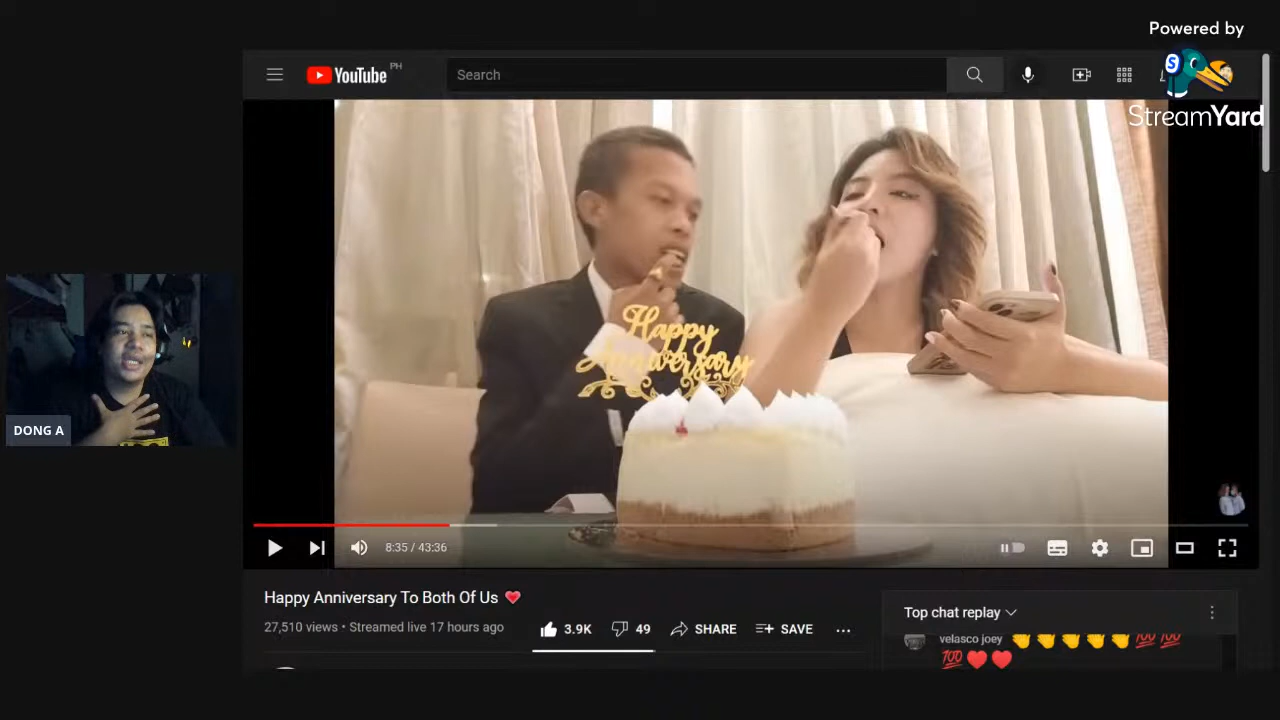 Powered by
StreamYard
YouTube PH
Search
Happy
Anniversary
DONG A
8:35 / 43:36
Happy Anniversary To Both Of Us ❤️
27,510 views • Streamed live 17 hours ago
3.9K
49
SHARE
SAVE
Top chat replay
velasco joey 👏👏👏👏👏💯💯
💯❤️❤️